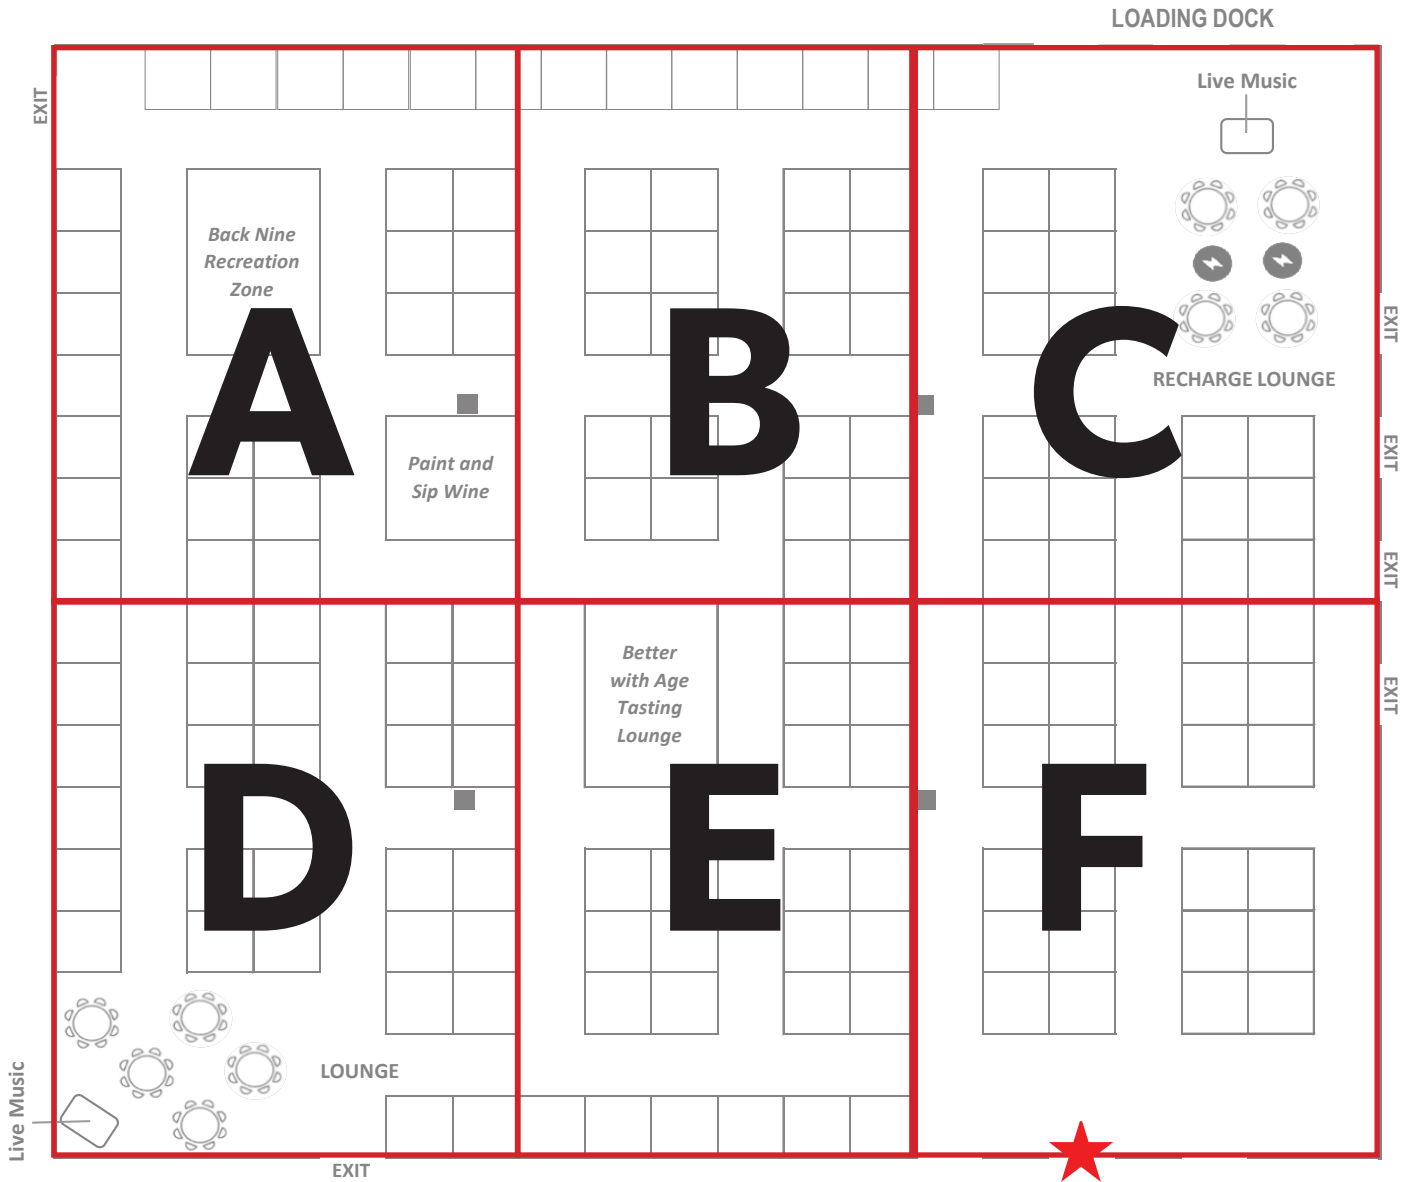 LOADING DOCK
Live Music
EXIT
Back Nine
Recreation
Zone
A
B
C
EXIT
RECHARGE LOUNGE
EXIT
Paint and
Sip Wine
EXIT
Better
with Age
Tasting
Lounge
EXIT
D
E
F
LOUNGE
Live Music
EXIT